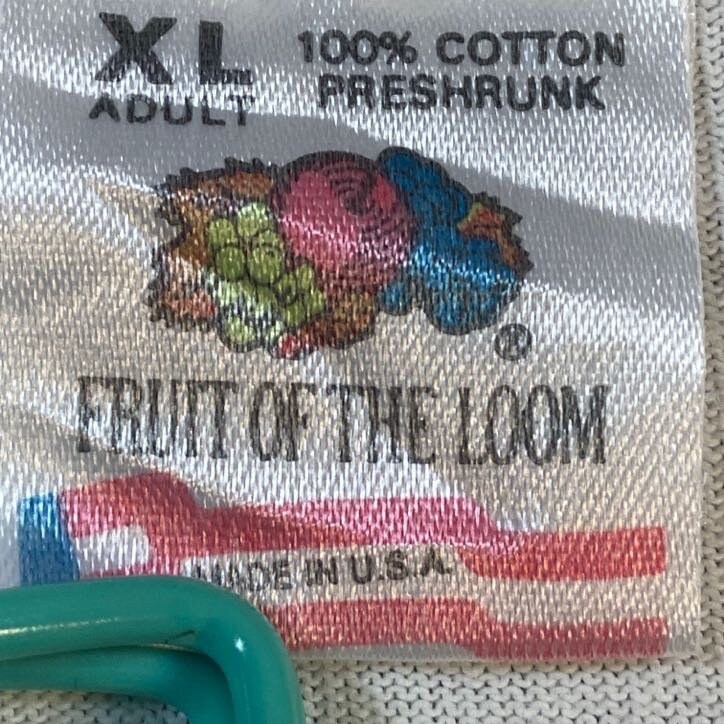 XL
ADULT
100% COTTON
PRESHRUNK
®
FRUIT OF THE LOOM
MADE IN U.S.A.